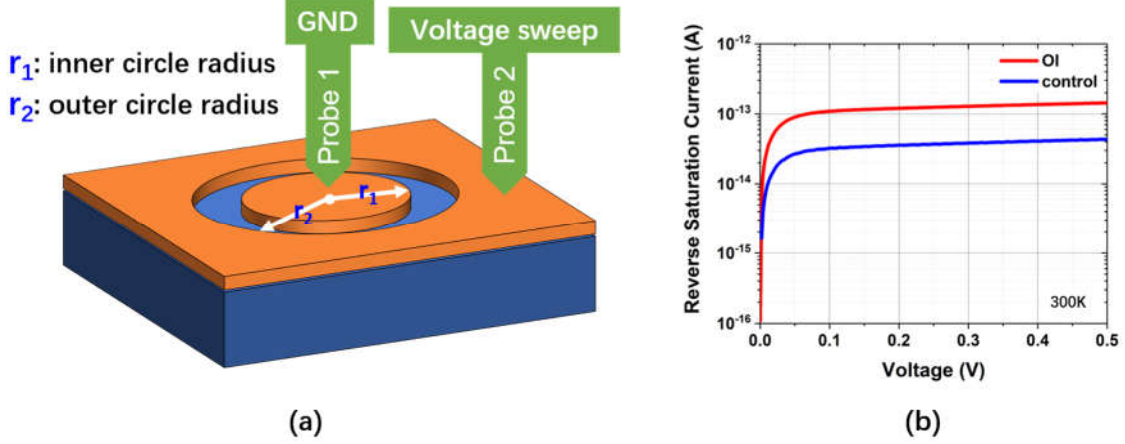 GND
Voltage sweep
r1: inner circle radius
r2: outer circle radius
Probe 1
Probe 2
r1
r2
(a)
Reverse Saturation Current (A)
10-12
10-13
10-14
10-15
10-16
OI
control
300K
0.0 0.1 0.2 0.3 0.4 0.5
Voltage (V)
(b)